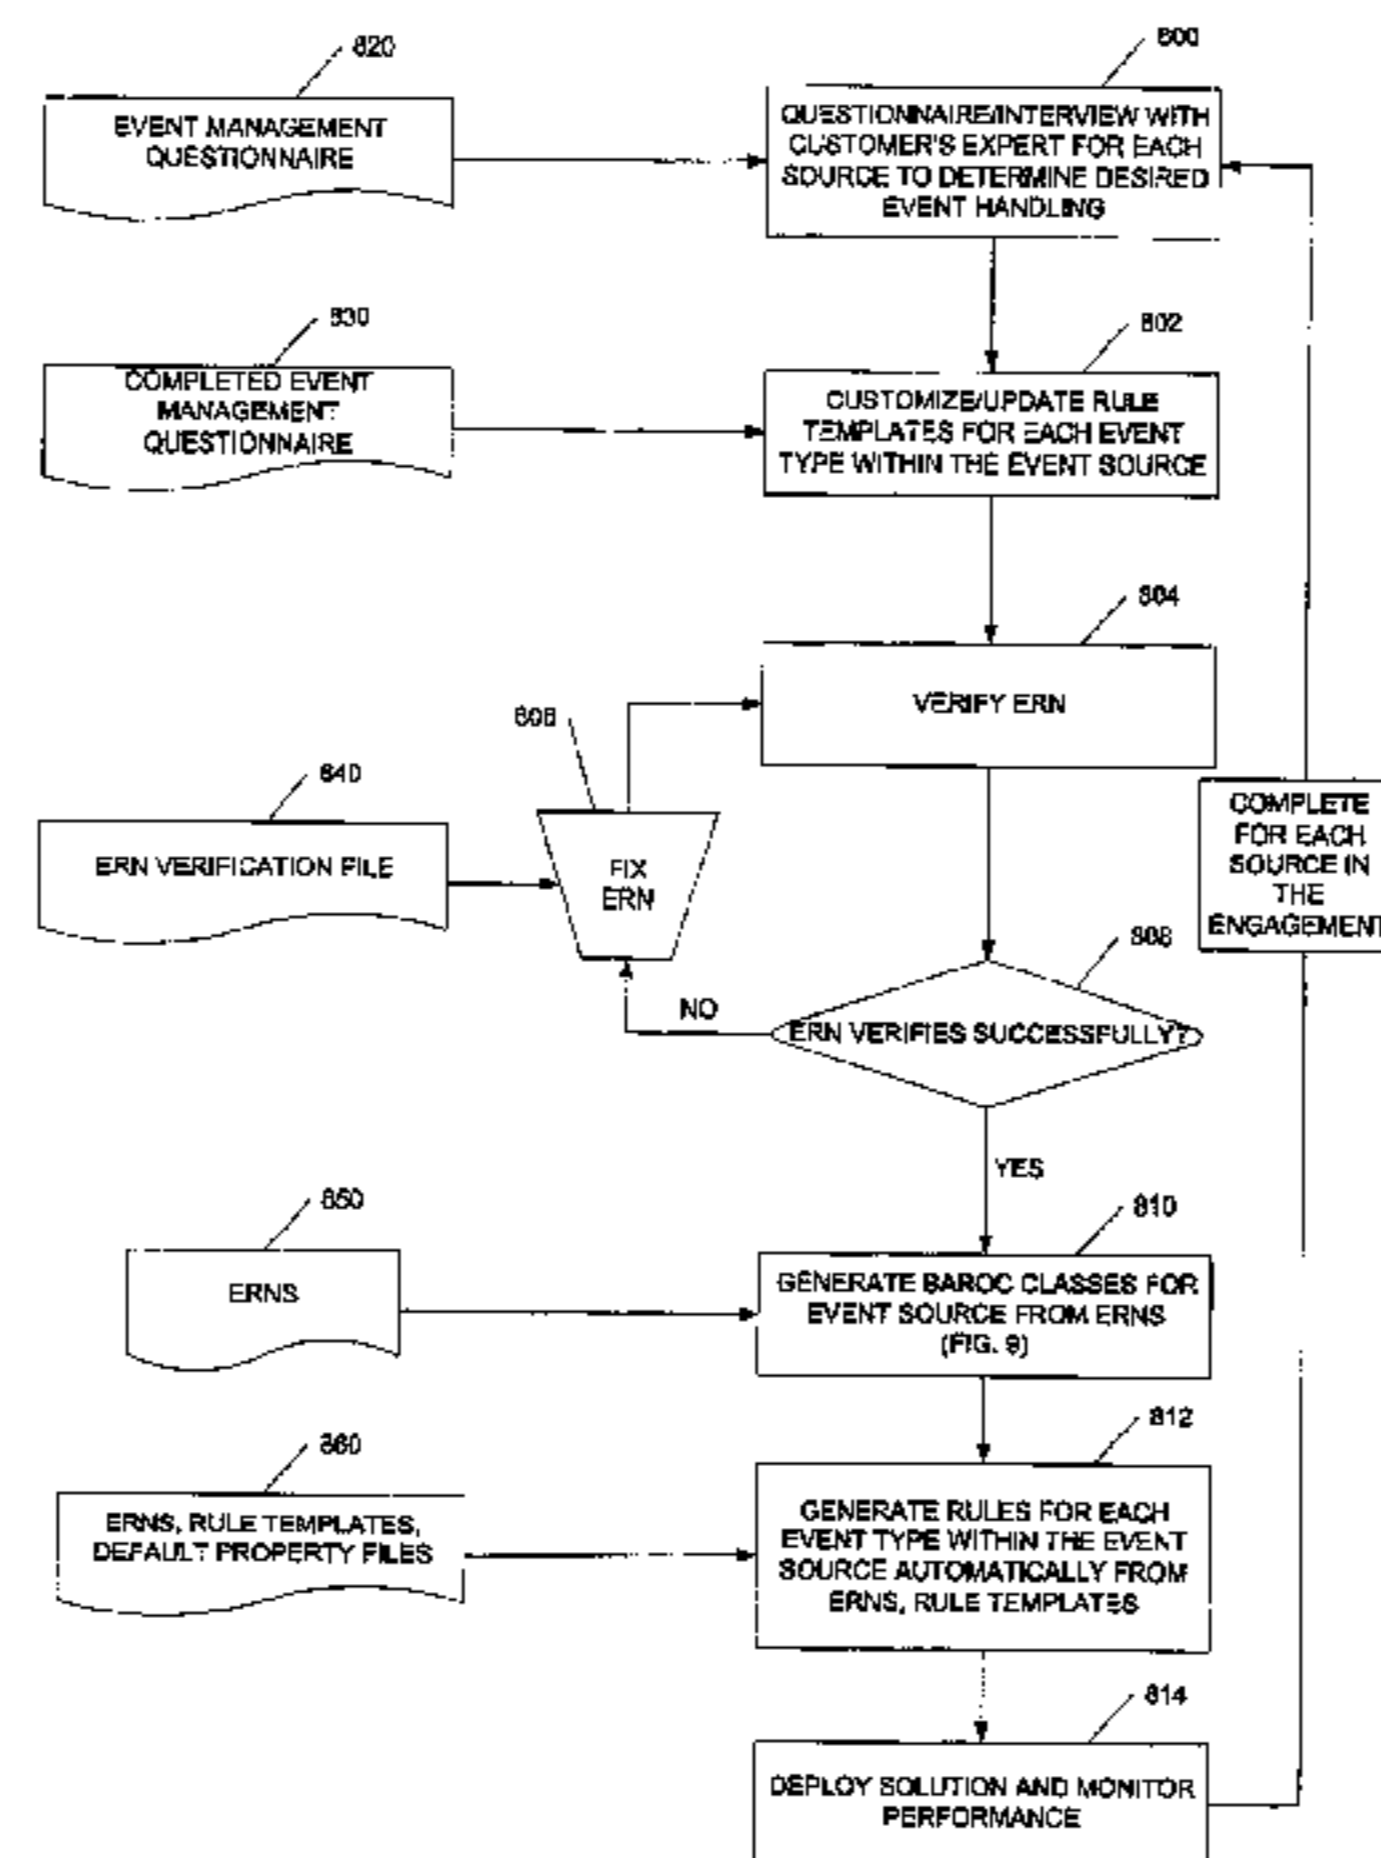 820
EVENT MANAGEMENT
QUESTIONNAIRE
800
QUESTIONNAIRE/INTERVIEW WITH
CUSTOMER'S EXPERT FOR EACH
SOURCE TO DETERMINE DESIRED
EVENT HANDLING
830
COMPLETED EVENT
MANAGEMENT
QUESTIONNAIRE
802
CUSTOMIZE/UPDATE RULE
TEMPLATES FOR EACH EVENT
TYPE WITHIN THE EVENT SOURCE
804
VERIFY ERN
806
FIX
ERN
840
ERN VERIFICATION FILE
COMPLETE
FOR EACH
SOURCE IN
THE
ENGAGEMENT
808
ERN VERIFIES SUCCESSFULLY?
NO
YES
850
ERNS
810
GENERATE BAROC CLASSES FOR
EVENT SOURCE FROM ERNS
(FIG. 9)
860
ERNS, RULE TEMPLATES,
DEFAULT PROPERTY FILES
812
GENERATE RULES FOR EACH
EVENT TYPE WITHIN THE EVENT
SOURCE AUTOMATICALLY FROM
ERNS, RULE TEMPLATES
814
DEPLOY SOLUTION AND MONITOR
PERFORMANCE